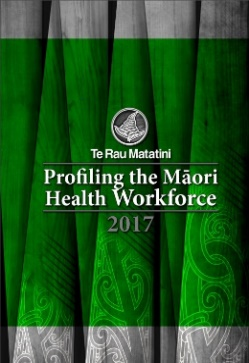 Te Rau Matatini
Profiling the Māori
Health Workforce
2017